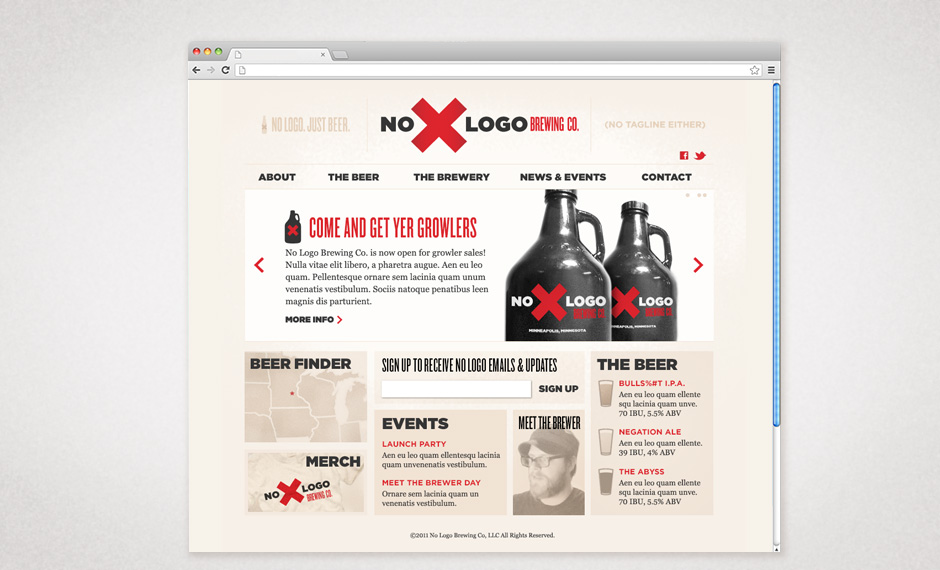 NO LOGO. JUST BEER.
NO LOGO BREWING CO.
(NO TAGLINE EITHER)
ABOUT
THE BEER
THE BREWERY
NEWS & EVENTS
CONTACT
COME AND GET YER GROWLERS
No Logo Brewing Co. is now open for growler sales!
Nulla vitae elit libero, a pharetra augue. Aen eu leo
quam. Pellentesque ornare sem lacinia quam unum
venenatis vestibulum. Sociis natoque penatibus leen
magnis dis parturient.
MORE INFO
NO LOGO
BREWING CO.
MINNEAPOLIS, MINNESOTA
LOGO
BREWING CO.
MINNEAPOLIS, MINNESOTA
BEER FINDER
MERCH
NO LOGO
BREWING CO.
SIGN UP TO RECEIVE NO LOGO EMAILS & UPDATES
SIGN UP
EVENTS
LAUNCH PARTY
Aen eu leo quam ellentesqu lacinia
quam unvenenatis vestibulum.
MEET THE BREWER DAY
Ornare sem lacinia quam un
venenatis vestibulum.
MEET THE BREWER
THE BEER
BULLS%#T I.P.A.
Aen eu leo quam ellente
squ lacinia quam unve.
70 IBU, 5.5% ABV
NEGATION ALE
Aen eu leo quam ellente.
39 IBU, 4% ABV
THE ABYSS
Aen eu leo quam ellente
squ lacinia quam unve.
70 IBU, 5.5% ABV
©2011 No Logo Brewing Co, LLC All Rights Reserved.